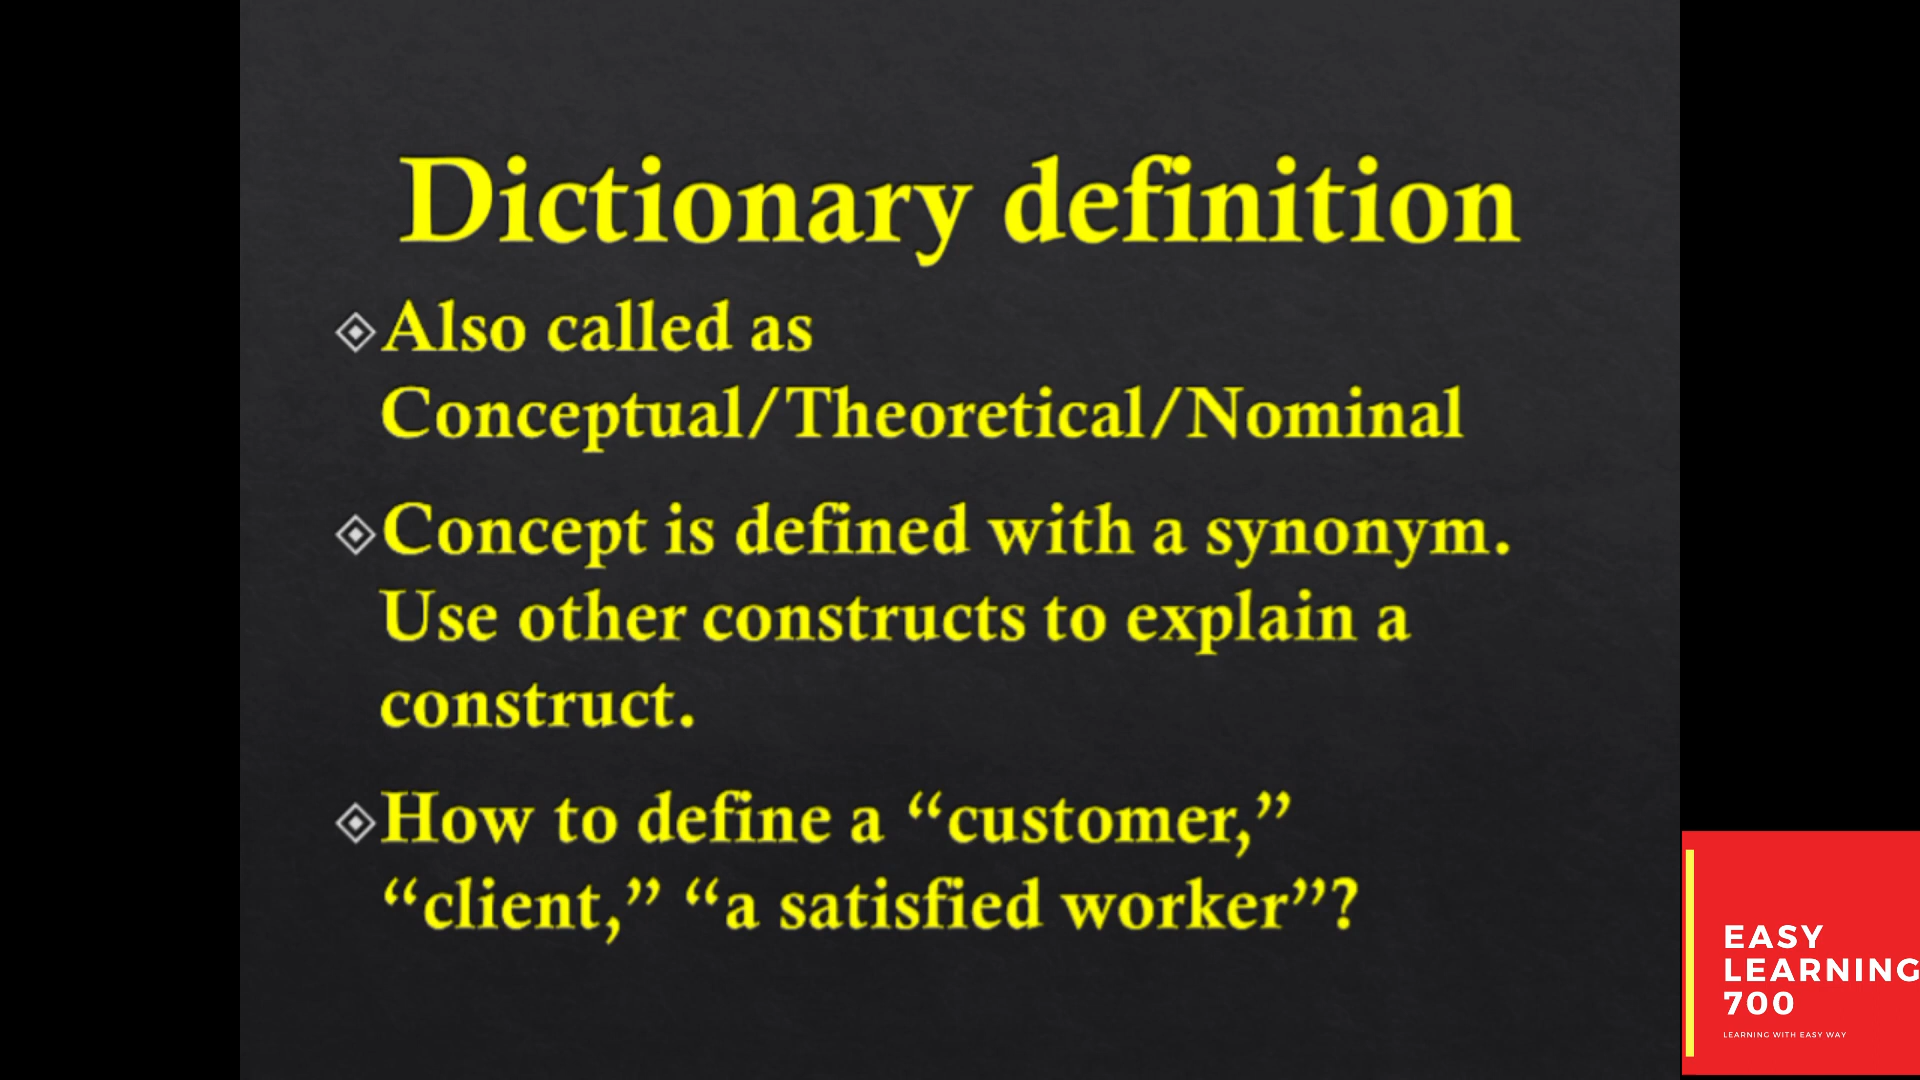 Dictionary definition
Also called as
Conceptual/Theoretical/Nominal
Concept is defined with a synonym.
Use other constructs to explain a
construct.
How to define a “customer,”
“client,” “a satisfied worker”?
EASY
LEARNING
700
LEARNING WITH EASY WAY